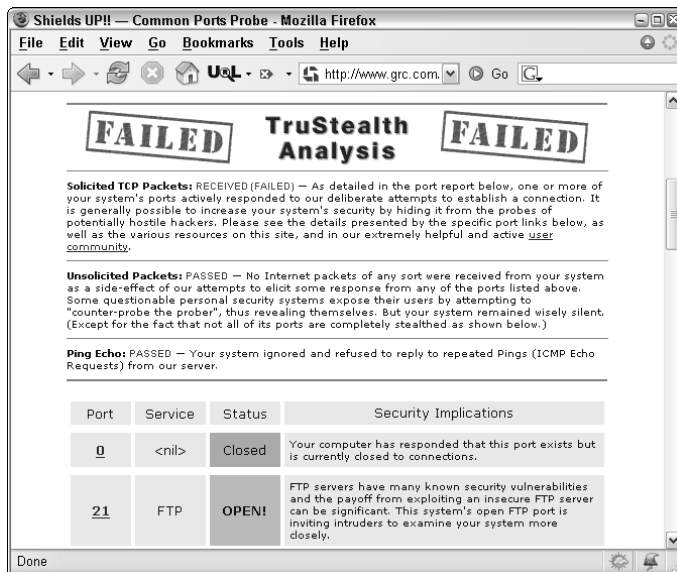 Shields UP!! — Common Ports Probe - Mozilla Firefox
File Edit View Go Bookmarks Tools Help
http://www.grc.com. Go
FAILED TruStealth Analysis FAILED
Solicited TCP Packets: RECEIVED (FAILED) — As detailed in the port report below, one or more of
your system's ports actively responded to our deliberate attempts to establish a connection. It
is generally possible to increase your system's security by hiding it from the probes of
potentially hostile hackers. Please see the details presented by the specific port links below, as
well as the various resources on this site, and in our extremely helpful and active user
community.
Unsolicited Packets: PASSED — No Internet packets of any sort were received from your system
as a side-effect of our attempts to elicit some response from any of the ports listed above.
Some questionable personal security systems expose their users by attempting to
"counter-probe the prober", thus revealing themselves. But your system remained wisely silent.
(Except for the fact that not all of its ports are completely stealthed as shown below.)
Ping Echo: PASSED — Your system ignored and refused to reply to repeated Pings (ICMP Echo
Requests) from our server.
Port Service Status Security Implications
0 <nil> Closed Your computer has responded that this port exists but
is currently closed to connections.
21 FTP OPEN! FTP servers have many known security vulnerabilities
and the payoff from exploiting an insecure FTP server
can be significant. This system's open FTP port is
inviting intruders to examine your system more
closely.
Done